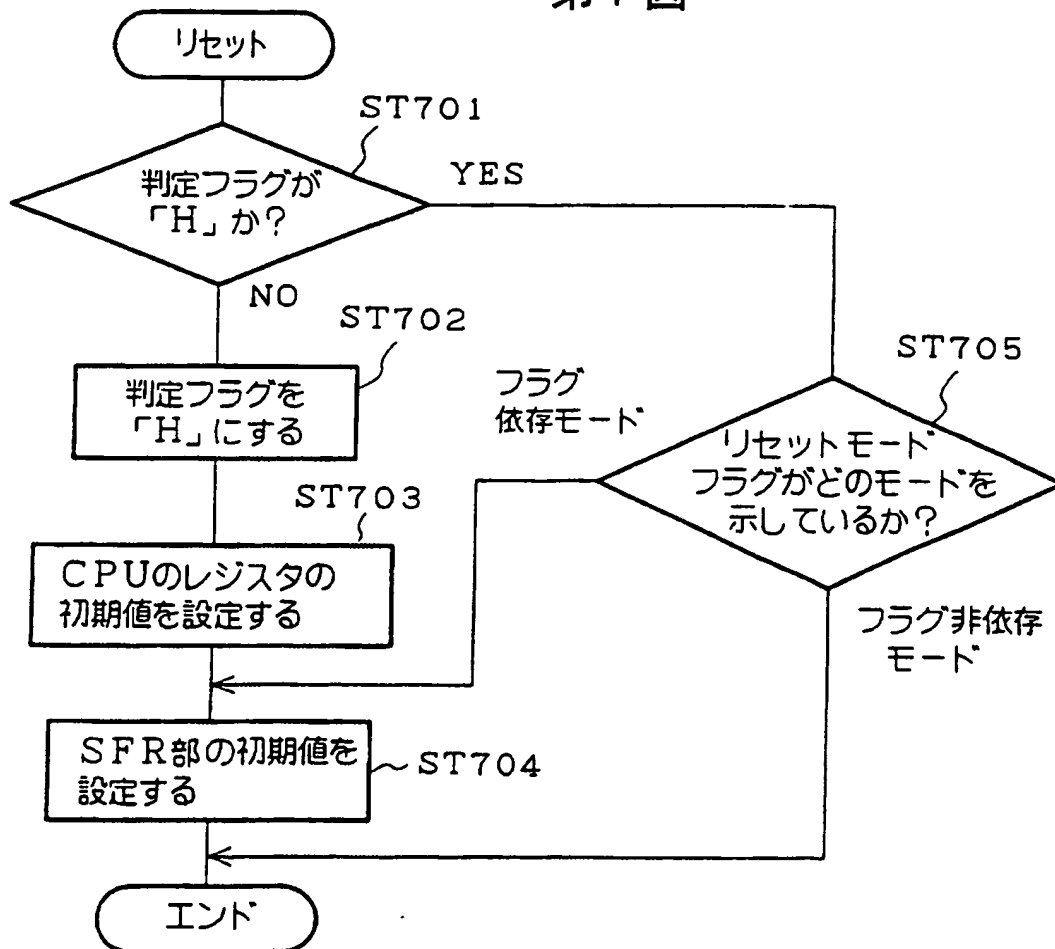 第7図
リセット
ST701
判定フラグが
「H」か?
YES
NO
ST702
判定フラグを
「H」にする
ST703
CPUのレジスタの
初期値を設定する
SFR部の初期値を
設定する
ST704
エンド
ST705
フラグ
依存モード
リセットモード
フラグがどのモードを
示しているか?
フラグ非依存
モード